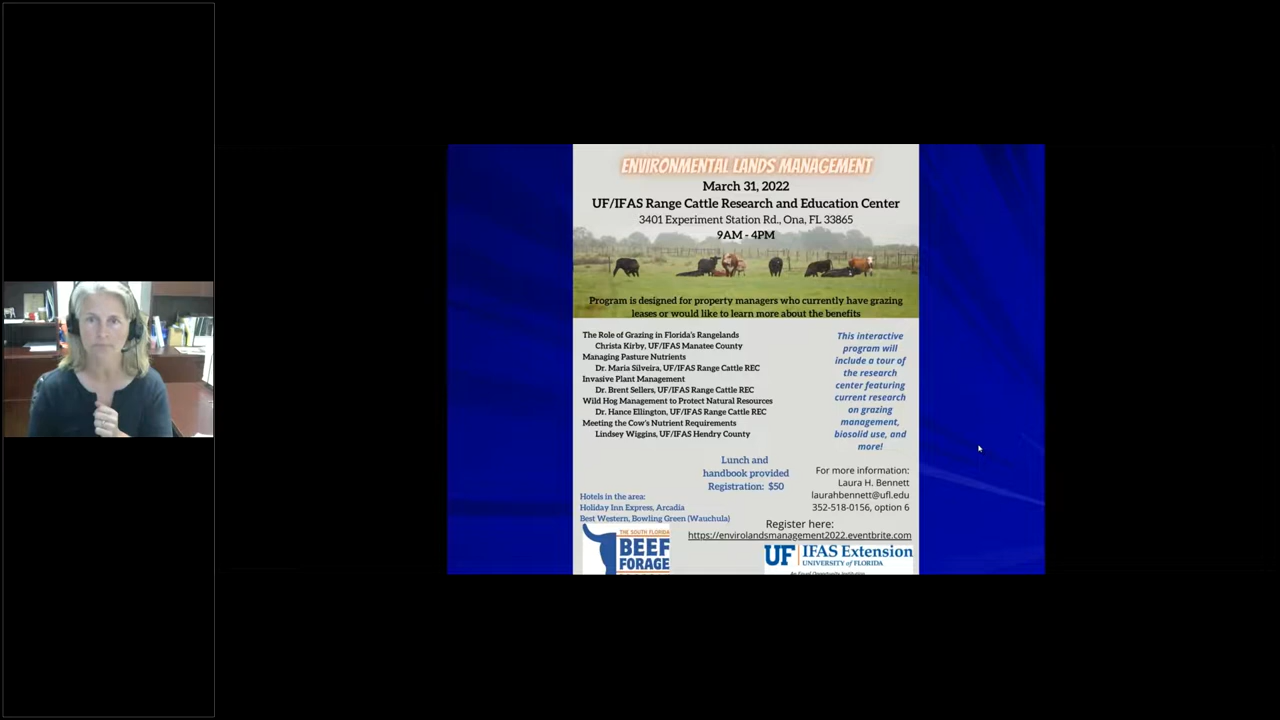 ENVIRONMENTAL LANDS MANAGEMENT
March 31, 2022
UF/IFAS Range Cattle Research and Education Center
3401 Experiment Station Rd., Ona, FL 33865
9AM - 4PM
Program is designed for property managers who currently have grazing
leases or would like to learn more about the benefits
The Role of Grazing in Florida's Rangelands
Christa Kirby, UF/IFAS Manatee County
Managing Pasture Nutrients
Dr. Maria Silveira, UF/IFAS Range Cattle REC
Invasive Plant Management
Dr. Brent Sellers, UF/IFAS Range Cattle REC
Wild Hog Management to Protect Natural Resources
Dr. Hance Ellington, UF/IFAS Range Cattle REC
Meeting the Cow's Nutrient Requirements
Lindsey Wiggins, UF/IFAS Hendry County
This interactive
program will
include a tour of
the research
center featuring
current research
on grazing
management,
biosolid use, and
more!
Lunch and
handbook provided
Registration: $50
For more information:
Laura H. Bennett
laurahbennett@ufl.edu
352-518-0156, option 6
Hotels in the area:
Holiday Inn Express, Arcadia
Best Western, Bowling Green (Wauchula)
Register here:
https://envirolandsmanagement2022.eventbrite.com
THE SOUTH FLORIDA
BEEF
FORAGE
UF IFAS Extension
UNIVERSITY of FLORIDA
An Equal Opportunity Institution